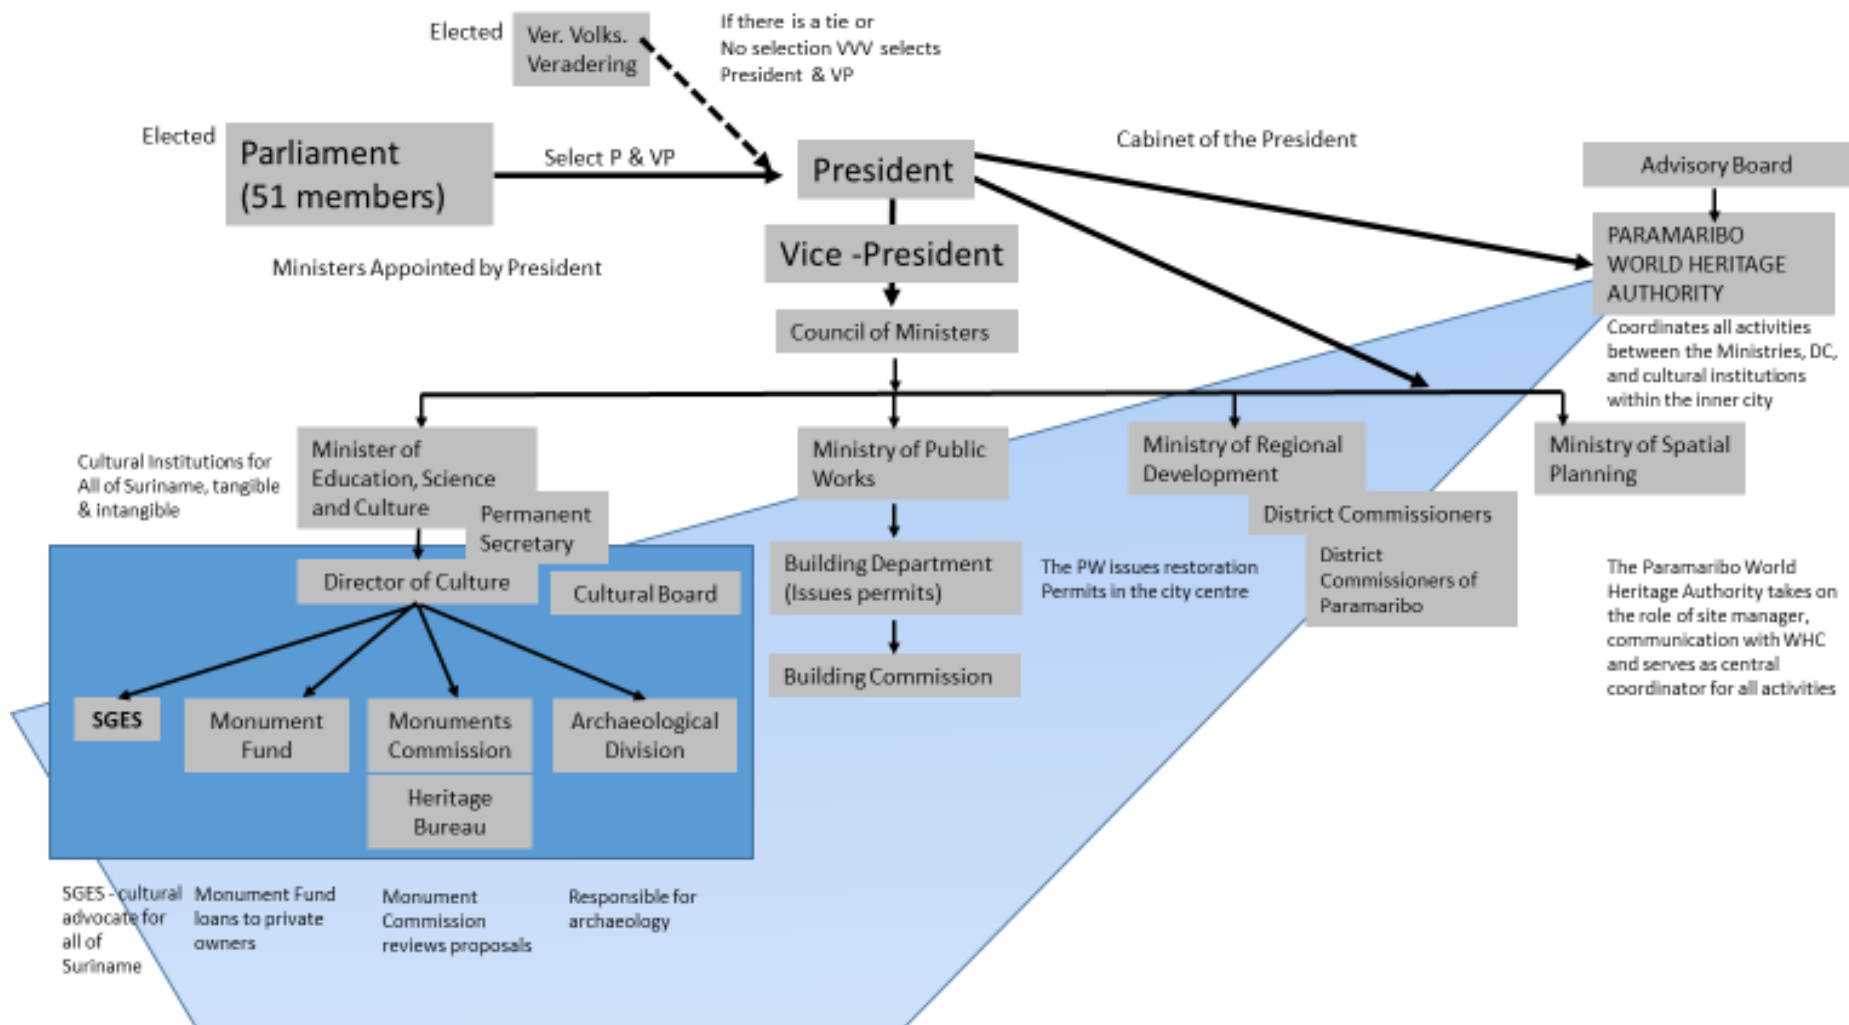 Elected
Ver. Volks.
Veradering
If there is a tie or
No selection VVV selects
President & VP
Elected
Parliament
(51 members)
Select P & VP
President
Cabinet of the President
Advisory Board
Vice -President
PARAMARIBO
WORLD HERITAGE
AUTHORITY
Ministers Appointed by President
Council of Ministers
Coordinates all activities
between the Ministries, DC,
and cultural institutions
within the inner city
Cultural Institutions for
All of Suriname, tangible
& intangible
Minister of
Education, Science
and Culture
Permanent
Secretary
Ministry of Public
Works
Ministry of Regional
Development
Ministry of Spatial
Planning
District Commissioners
District
Commissioners of
Paramaribo
Director of Culture
Cultural Board
Building Department
(Issues permits)
The PW issues restoration
Permits in the city centre
The Paramaribo World
Heritage Authority takes on
the role of site manager,
communication with WHC
and serves as central
coordinator for all activities
Building Commission
SGES
Monument
Fund
Monuments
Commission
Archaeological
Division
Heritage
Bureau
SGES - cultural
advocate for
all of
Suriname
Monument Fund
loans to private
owners
Monument
Commission
reviews proposals
Responsible for
archaeology